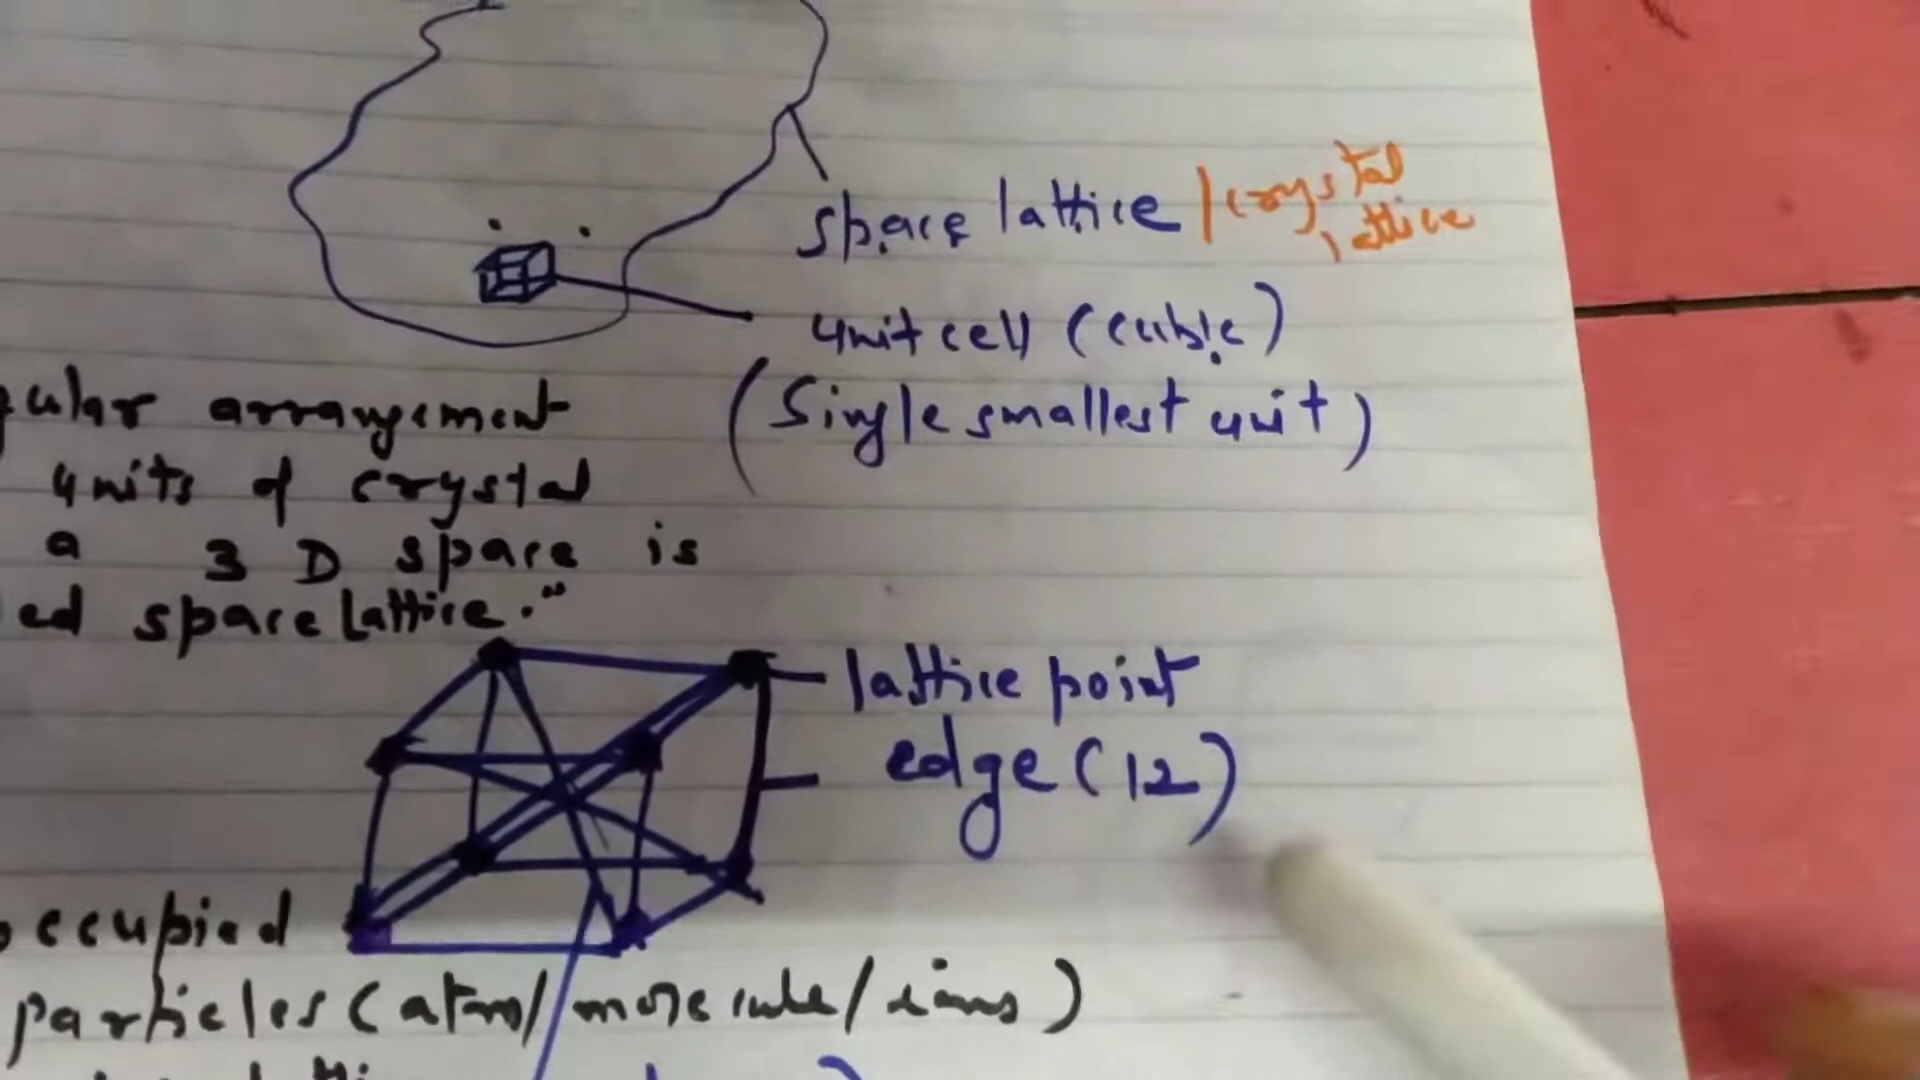 space lattice / crystal
lattice
unit cell (cubic)
(Single smallest unit)
gular arrangement
units of crystal
a 3 D space is
ed space lattice."
lattice point
edge (12)
occupied
particles (atom/molecule/ions)